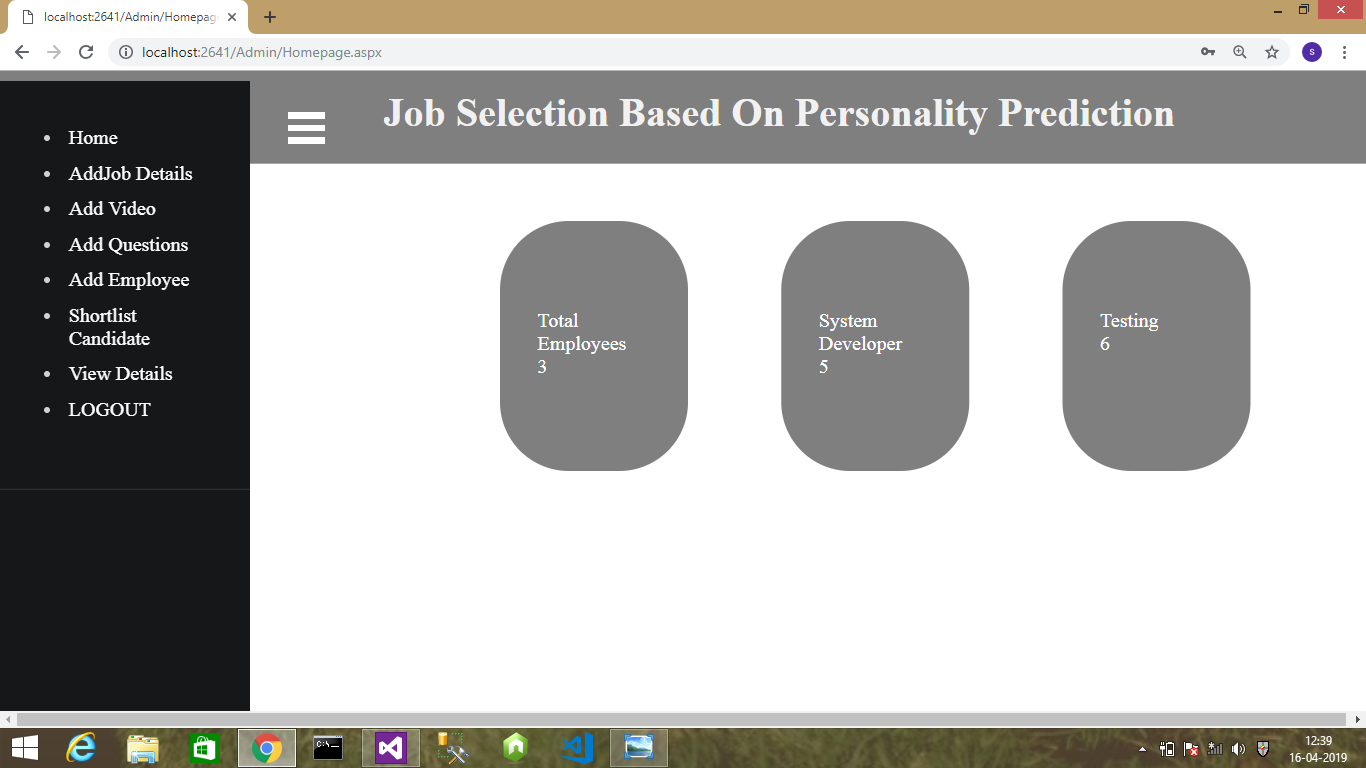 localhost:2641/Admin/Homepag
localhost:2641/Admin/Homepage.aspx
s
Job Selection Based On Personality Prediction
Home
AddJob Details
Add Video
Add Questions
Add Employee
Shortlist
Candidate
View Details
LOGOUT
Total
Employees
3
System
Developer
5
Testing
6
12:39
16-04-2019